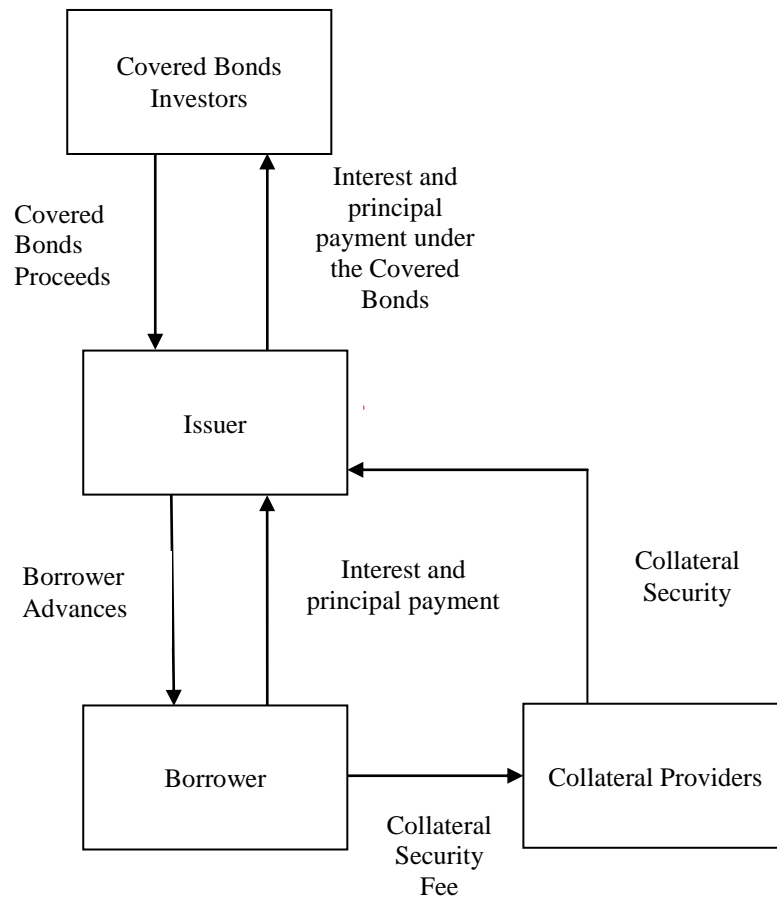 Covered Bonds
Investors
Covered
Bonds
Proceeds
Interest and
principal
payment under
the Covered
Bonds
Issuer
Borrower
Advances
Interest and
principal payment
Collateral
Security
Borrower
Collateral Providers
Collateral
Security
Fee